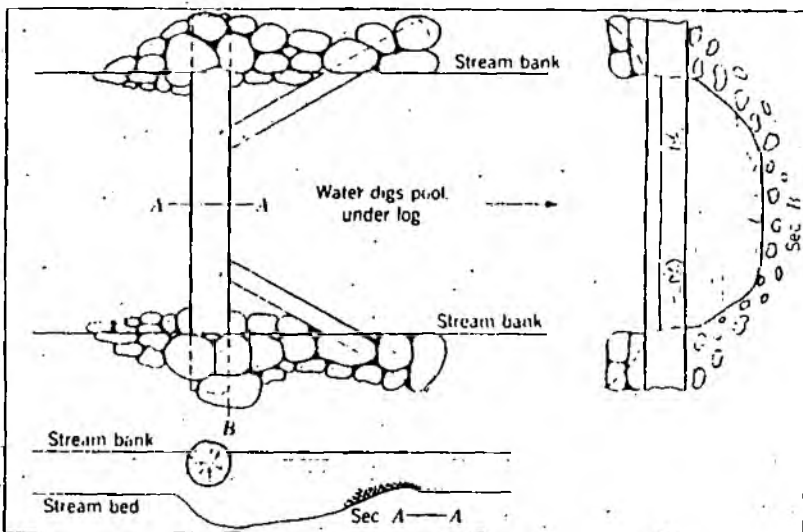 Stream bank
A A
Water digs pool
under log
Stream bank
B
Sec B
Stream bank
Stream bed
Sec A—A